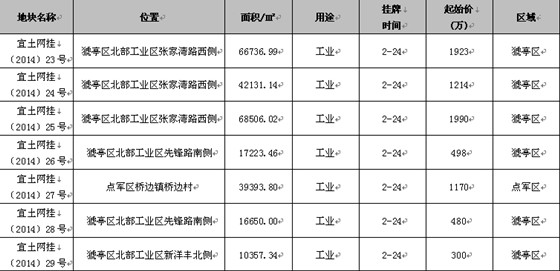 地块名称 位置 面积/㎡ 用途 挂牌时间 起始价(万) 区域
宜土网挂（2014）23号 猇亭区北部工业区张家湾路西侧 66736.99 工业 2-24 1923 猇亭区
宜土网挂（2014）24号 猇亭区北部工业区张家湾路西侧 42131.14 工业 2-24 1214 猇亭区
宜土网挂（2014）25号 猇亭区北部工业区张家湾路西侧 68506.02 工业 2-24 1990 猇亭区
宜土网挂（2014）26号 猇亭区北部工业区先锋路南侧 17223.46 工业 2-24 498 猇亭区
宜土网挂（2014）27号 点军区桥边镇桥边村 39393.80 工业 2-24 1170 点军区
宜土网挂（2014）28号 猇亭区北部工业区先锋路南侧 16650.00 工业 2-24 480 猇亭区
宜土网挂（2014）29号 猇亭区北部工业区新洋丰北侧 10357.34 工业 2-24 300 猇亭区